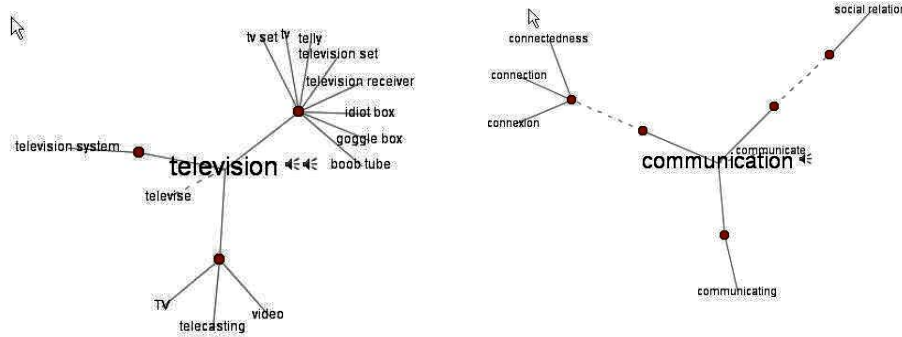 tv set
tv
telly
television set
television receiver
idiot box
goggle box
boob tube
television system
television
televise
TV
telecasting
video
social relation
connectedness
connection
connexion
communicate
communication
communicating